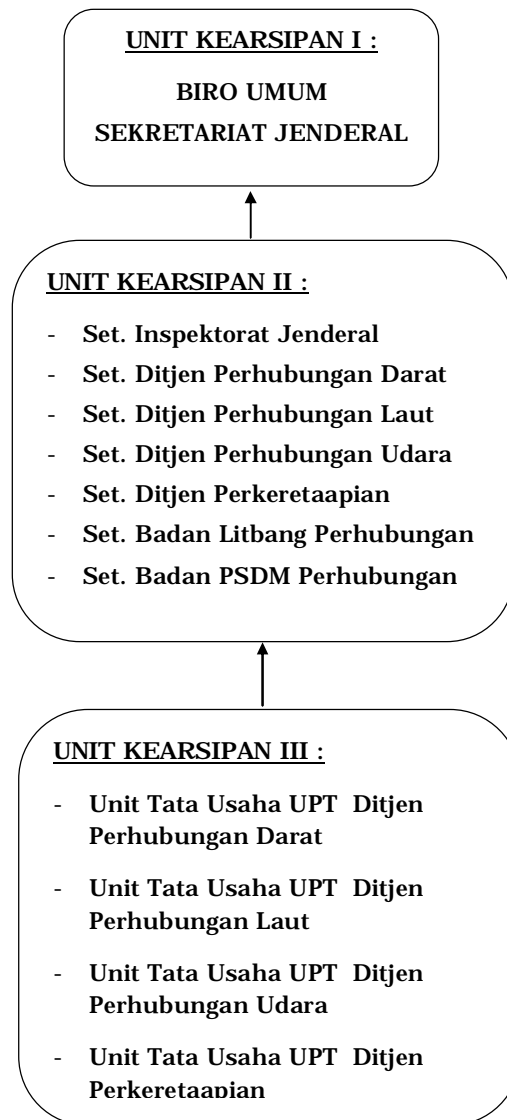 UNIT KEARSIPAN I :
BIRO UMUM
SEKRETARIAT JENDERAL
UNIT KEARSIPAN II :
- Set. Inspektorat Jenderal
- Set. Ditjen Perhubungan Darat
- Set. Ditjen Perhubungan Laut
- Set. Ditjen Perhubungan Udara
- Set. Ditjen Perkeretaapian
- Set. Badan Litbang Perhubungan
- Set. Badan PSDM Perhubungan
UNIT KEARSIPAN III :
- Unit Tata Usaha UPT Ditjen
Perhubungan Darat
- Unit Tata Usaha UPT Ditjen
Perhubungan Laut
- Unit Tata Usaha UPT Ditjen
Perhubungan Udara
- Unit Tata Usaha UPT Ditjen
Perkeretaapian